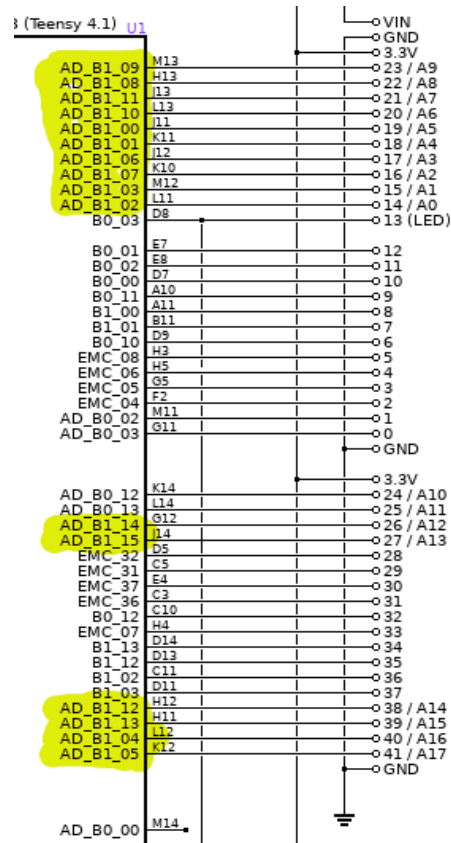 3 (Teensy 4.1) U1
VIN
GND
3.3V
AD_B1_09 M13 23 / A9
AD_B1_08 H13 22 / A8
AD_B1_11 J13 21 / A7
AD_B1_10 L13 20 / A6
AD_B1_00 J11 19 / A5
AD_B1_01 K11 18 / A4
AD_B1_06 J12 17 / A3
AD_B1_07 K10 16 / A2
AD_B1_03 M12 15 / A1
AD_B1_02 L11 14 / A0
B0_03 D8 13 (LED)
B0_01 E7 12
B0_02 E8 11
B0_00 D7 10
B0_11 A10 9
B1_00 A11 8
B1_01 B11 7
B0_10 D9 6
EMC_08 H3 5
EMC_06 H5 4
EMC_05 G5 3
EMC_04 F2 2
AD_B0_02 M11 1
AD_B0_03 G11 0
GND
3.3V
AD_B0_12 K14 24 / A10
AD_B0_13 L14 25 / A11
AD_B1_14 G12 26 / A12
AD_B1_15 J14 27 / A13
EMC_32 D5 28
EMC_31 C5 29
EMC_37 E4 30
EMC_36 C3 31
B0_12 C10 32
EMC_07 H4 33
B1_13 D14 34
B1_12 D13 35
B1_02 C11 36
B1_03 D11 37
AD_B1_12 H12 38 / A14
AD_B1_13 H11 39 / A15
AD_B1_04 L12 40 / A16
AD_B1_05 K12 41 / A17
GND
AD_B0_00 M14